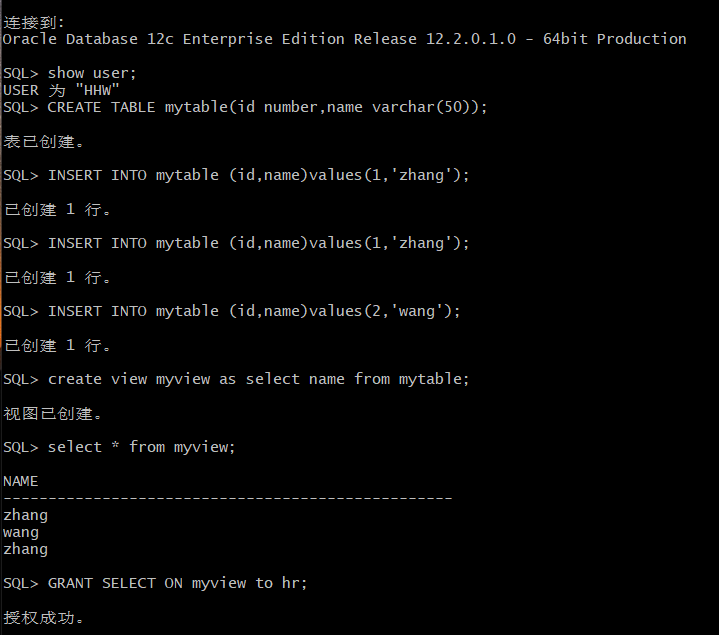 连接到:
Oracle Database 12c Enterprise Edition Release 12.2.0.1.0 - 64bit Production
SQL> show user;
USER 为 "HHW"
SQL> CREATE TABLE mytable(id number,name varchar(50));
表已创建。
SQL> INSERT INTO mytable (id,name)values(1,'zhang');
已创建 1 行。
SQL> INSERT INTO mytable (id,name)values(1,'zhang');
已创建 1 行。
SQL> INSERT INTO mytable (id,name)values(2,'wang');
已创建 1 行。
SQL> create view myview as select name from mytable;
视图已创建。
SQL> select * from myview;
NAME
--------------------------------------------------
zhang
wang
zhang
SQL> GRANT SELECT ON myview to hr;
授权成功。